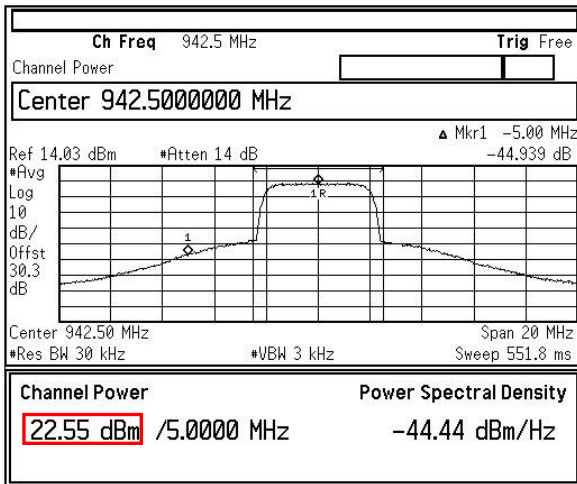 Ch Freq 942.5 MHz Trig Free
Channel Power
Center 942.5000000 MHz
Δ Mkr1 -5.00 MHz
Ref 14.03 dBm #Atten 14 dB -44.939 dB
#Avg
Log
10
dB/
Offst
30.3
dB
1R
1
Center 942.50 MHz Span 20 MHz
#Res BW 30 kHz #VBW 3 kHz Sweep 551.8 ms
Channel Power Power Spectral Density
22.55 dBm /5.0000 MHz -44.44 dBm/Hz